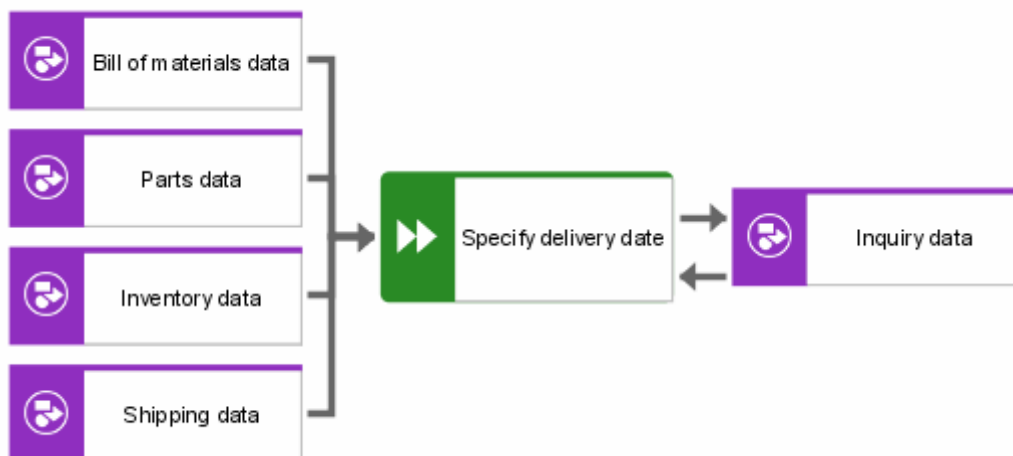 Bill of materials data
Parts data
Specify delivery date
Inquiry data
Inventory data
Shipping data